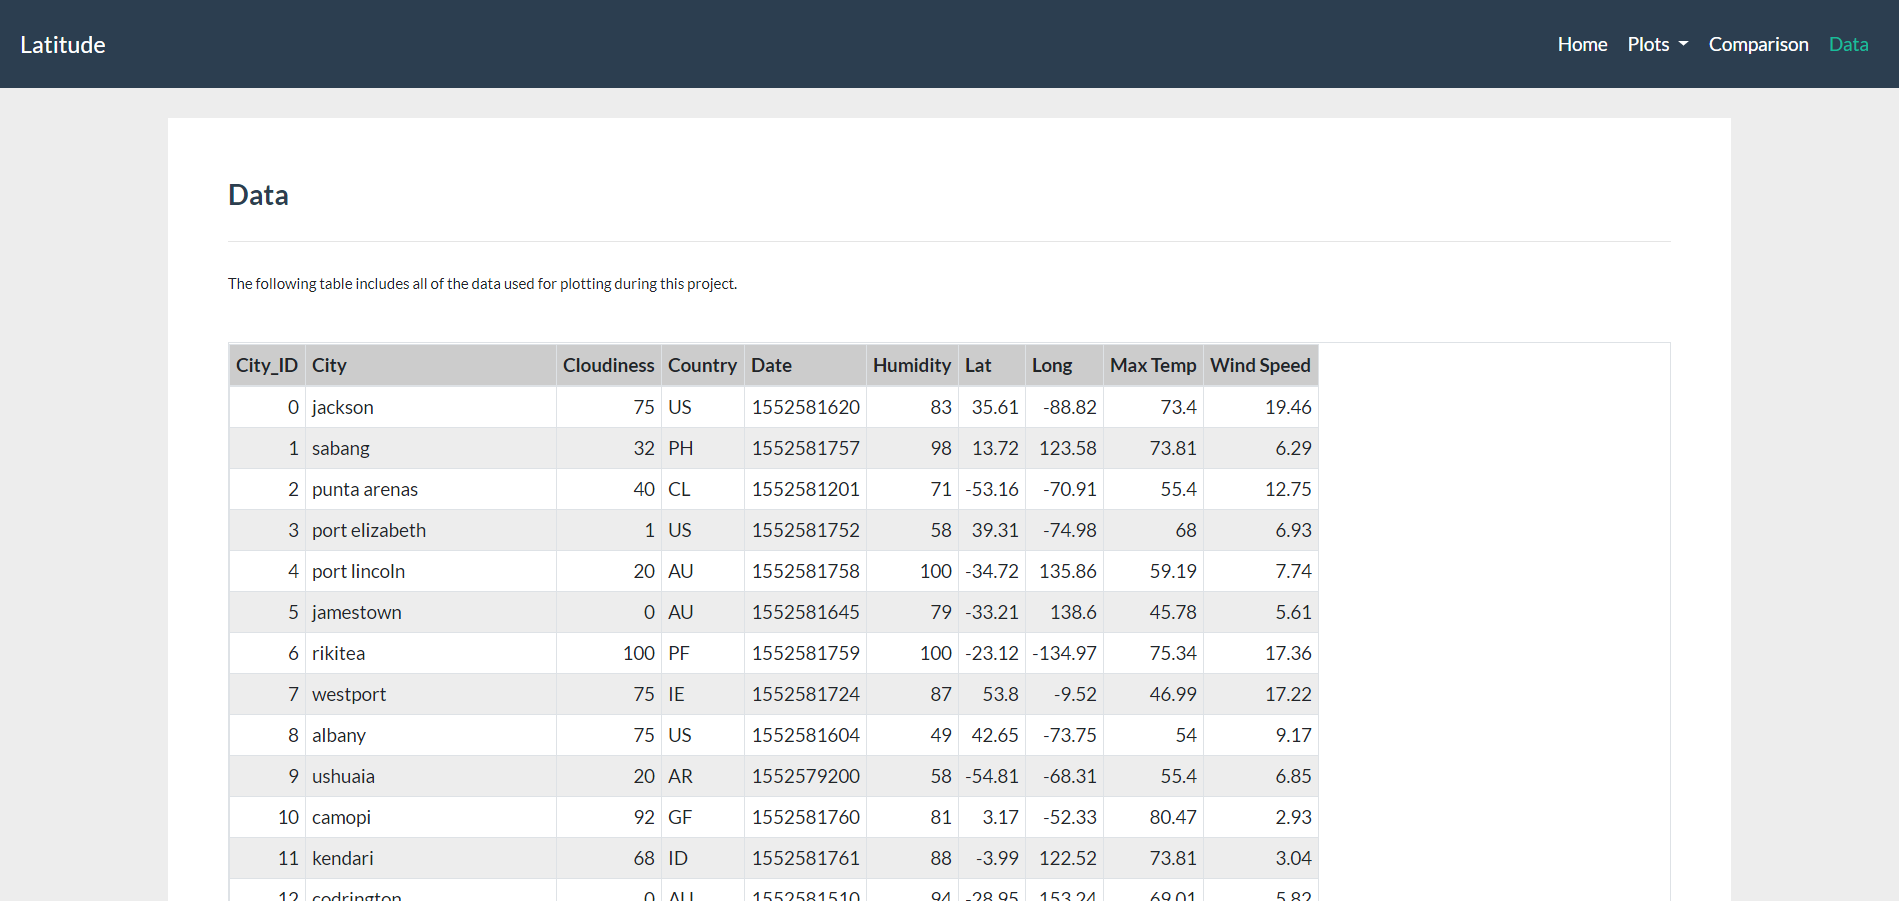 Latitude Home Plots Comparison Data
Data
The following table includes all of the data used for plotting during this project.
City_ID City Cloudiness Country Date Humidity Lat Long Max Temp Wind Speed
0 jackson 75 US 1552581620 83 35.61 -88.82 73.4 19.46
1 sabang 32 PH 1552581757 98 13.72 123.58 73.81 6.29
2 punta arenas 40 CL 1552581201 71 -53.16 -70.91 55.4 12.75
3 port elizabeth 1 US 1552581752 58 39.31 -74.98 68 6.93
4 port lincoln 20 AU 1552581758 100 -34.72 135.86 59.19 7.74
5 jamestown 0 AU 1552581645 79 -33.21 138.6 45.78 5.61
6 rikitea 100 PF 1552581759 100 -23.12 -134.97 75.34 17.36
7 westport 75 IE 1552581724 87 53.8 -9.52 46.99 17.22
8 albany 75 US 1552581604 49 42.65 -73.75 54 9.17
9 ushuaia 20 AR 1552579200 58 -54.81 -68.31 55.4 6.85
10 camopi 92 GF 1552581760 81 3.17 -52.33 80.47 2.93
11 kendari 68 ID 1552581761 88 -3.99 122.52 73.81 3.04
12 codrington 0 AU 1552581510 94 -28.95 153.24 69.01 5.82